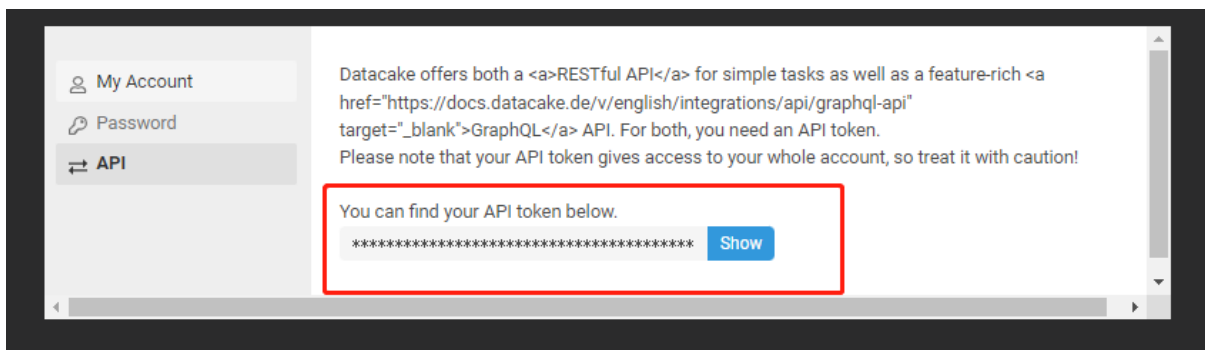 My Account
Password
API
Datacake offers both a <a>RESTful API</a> for simple tasks as well as a feature-rich <a
href="https://docs.datacake.de/v/english/integrations/api/graphql-api"
target="_blank">GraphQL</a> API. For both, you need an API token.
Please note that your API token gives access to your whole account, so treat it with caution!
You can find your API token below.
**************************************** Show